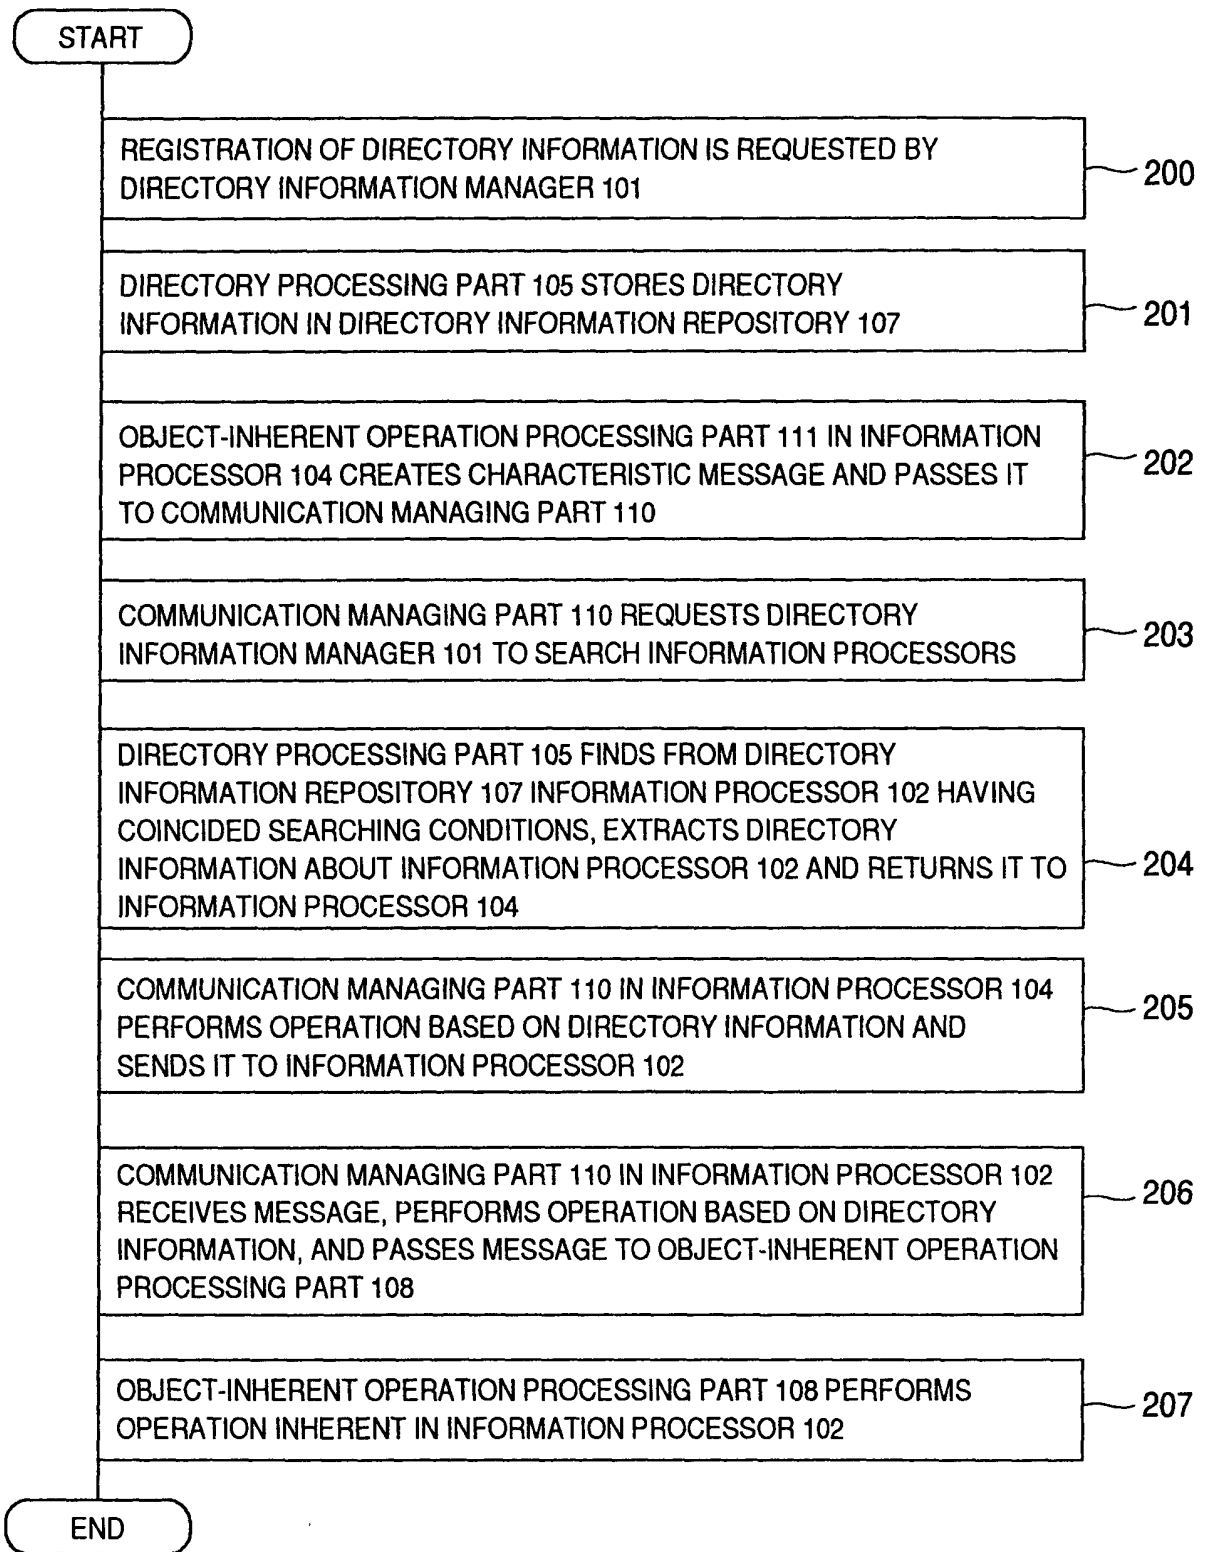 START
REGISTRATION OF DIRECTORY INFORMATION IS REQUESTED BY
DIRECTORY INFORMATION MANAGER 101
200
DIRECTORY PROCESSING PART 105 STORES DIRECTORY
INFORMATION IN DIRECTORY INFORMATION REPOSITORY 107
201
OBJECT-INHERENT OPERATION PROCESSING PART 111 IN INFORMATION
PROCESSOR 104 CREATES CHARACTERISTIC MESSAGE AND PASSES IT
TO COMMUNICATION MANAGING PART 110
202
COMMUNICATION MANAGING PART 110 REQUESTS DIRECTORY
INFORMATION MANAGER 101 TO SEARCH INFORMATION PROCESSORS
203
DIRECTORY PROCESSING PART 105 FINDS FROM DIRECTORY
INFORMATION REPOSITORY 107 INFORMATION PROCESSOR 102 HAVING
COINCIDED SEARCHING CONDITIONS, EXTRACTS DIRECTORY
INFORMATION ABOUT INFORMATION PROCESSOR 102 AND RETURNS IT TO
INFORMATION PROCESSOR 104
204
COMMUNICATION MANAGING PART 110 IN INFORMATION PROCESSOR 104
PERFORMS OPERATION BASED ON DIRECTORY INFORMATION AND
SENDS IT TO INFORMATION PROCESSOR 102
205
COMMUNICATION MANAGING PART 110 IN INFORMATION PROCESSOR 102
RECEIVES MESSAGE, PERFORMS OPERATION BASED ON DIRECTORY
INFORMATION, AND PASSES MESSAGE TO OBJECT-INHERENT OPERATION
PROCESSING PART 108
206
OBJECT-INHERENT OPERATION PROCESSING PART 108 PERFORMS
OPERATION INHERENT IN INFORMATION PROCESSOR 102
207
END